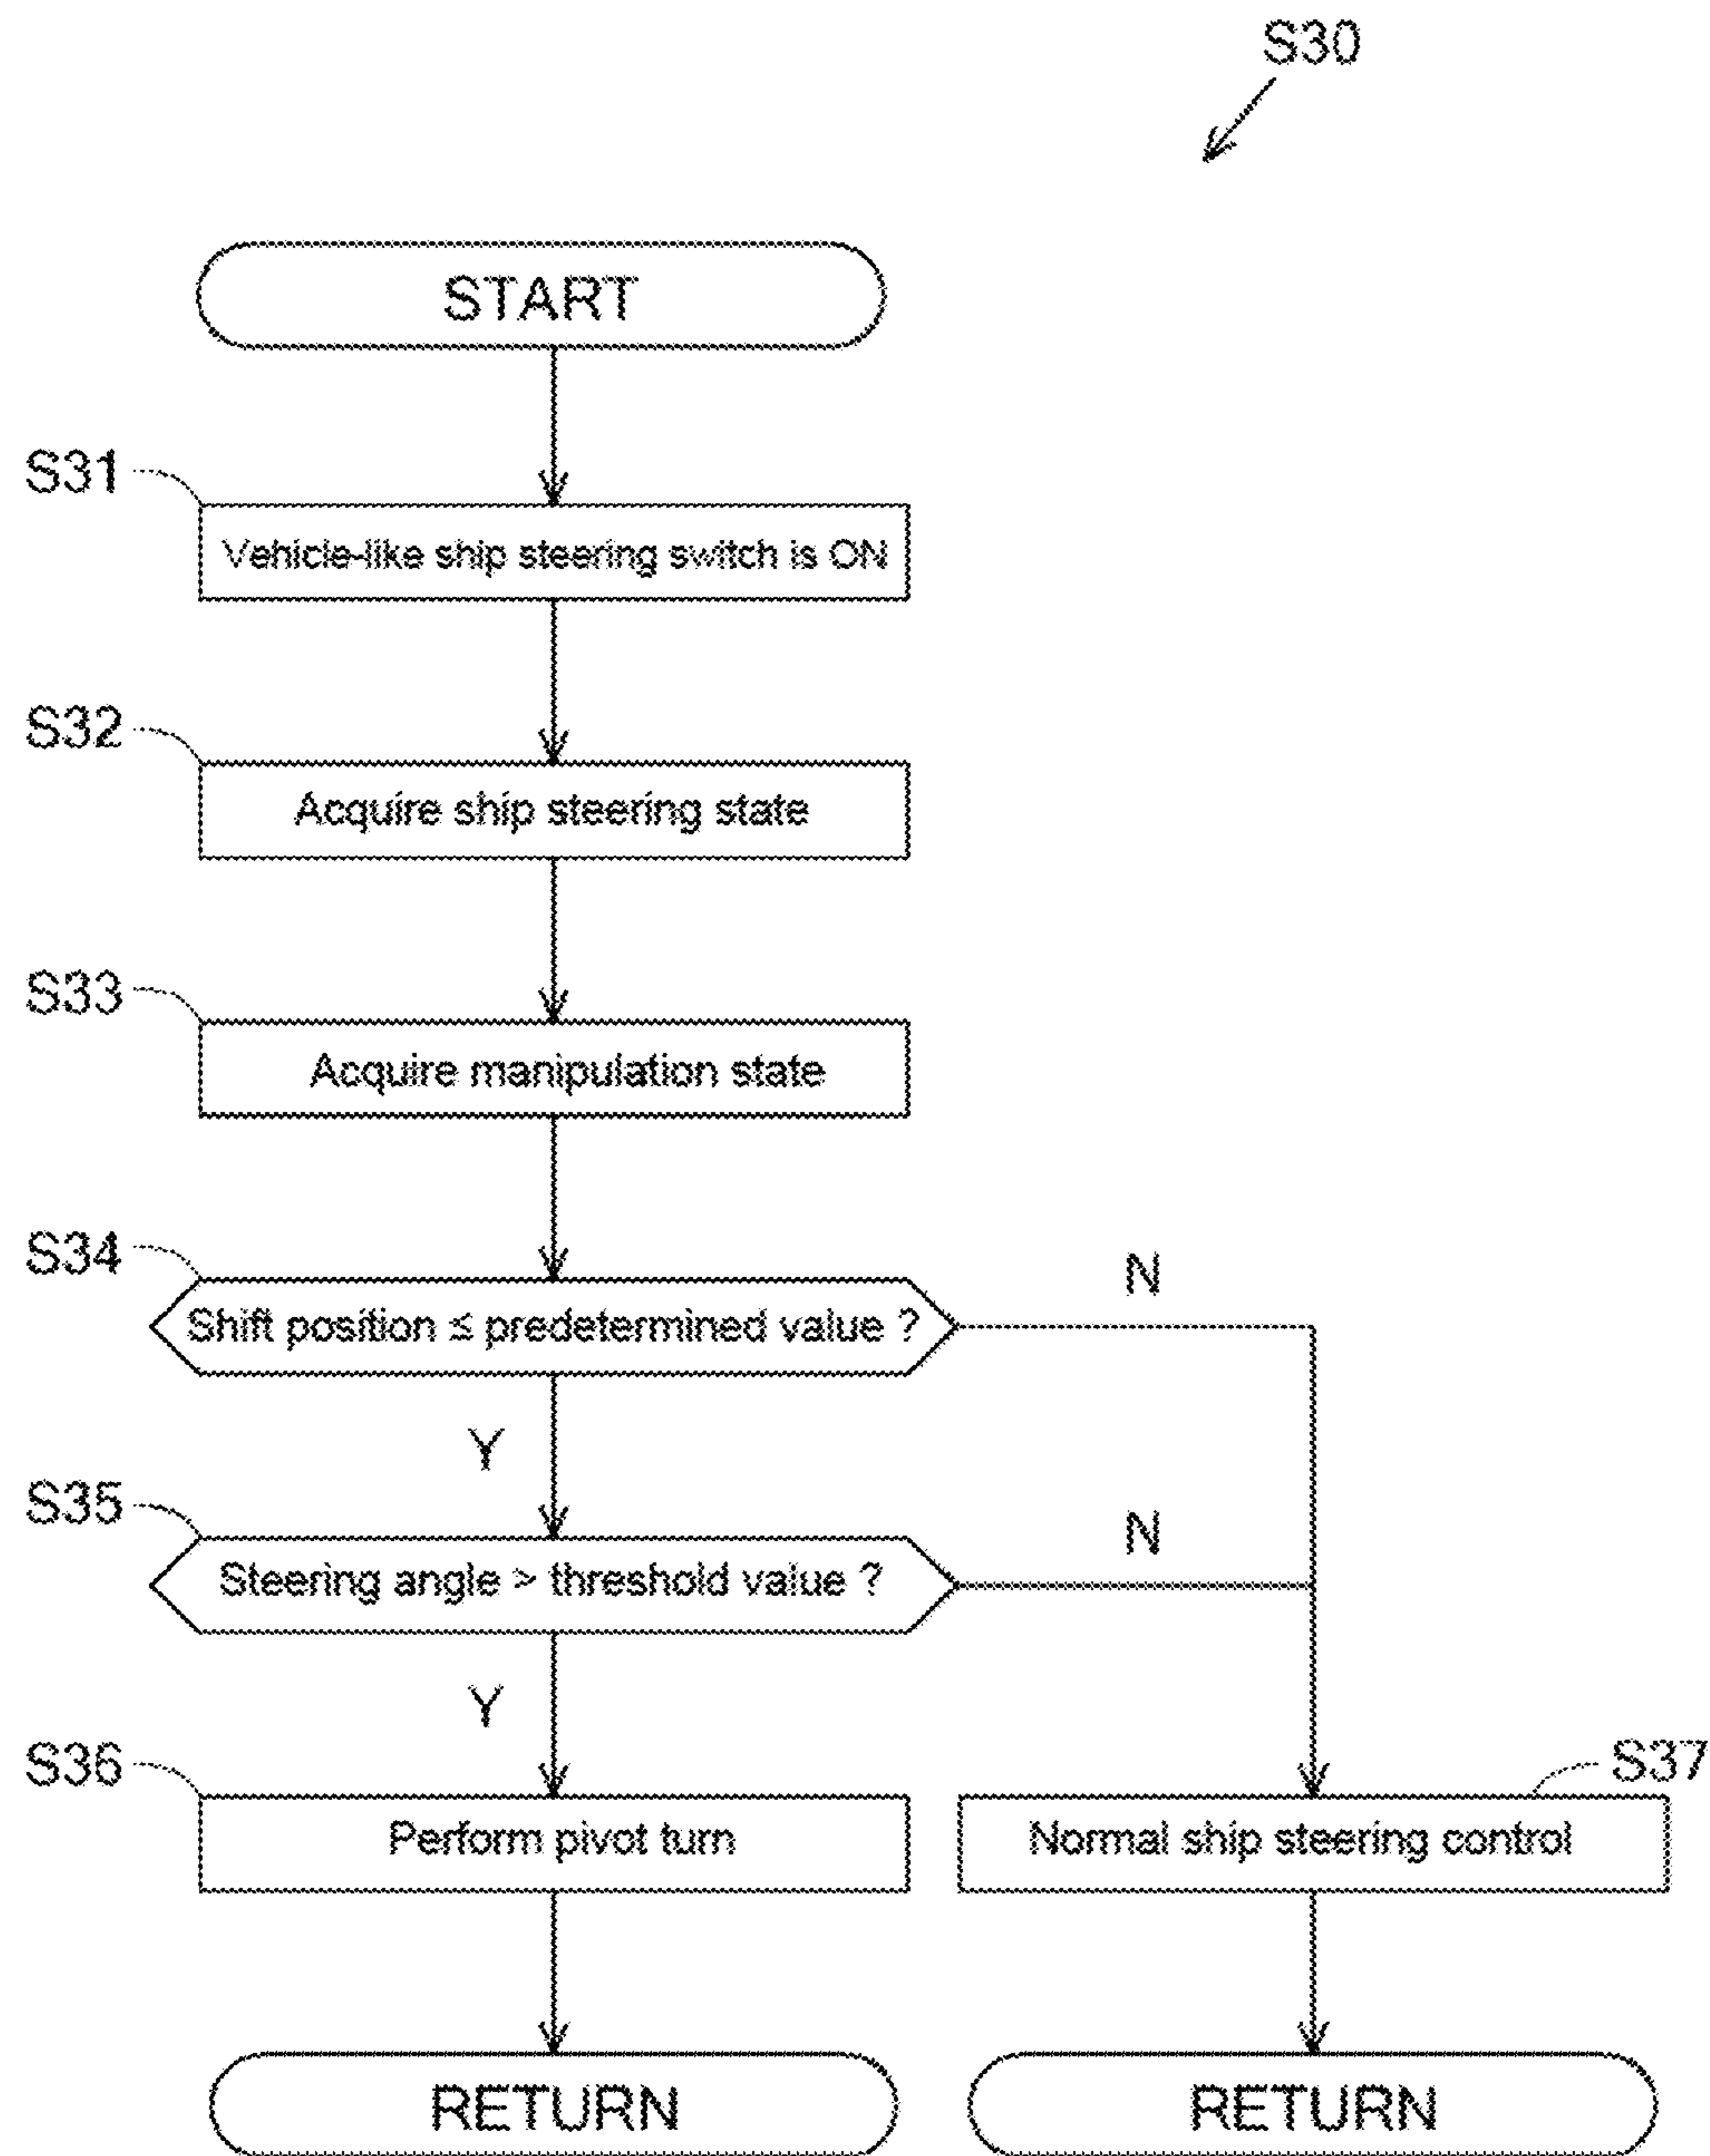 S30
START
S31
Vehicle-like ship steering switch is ON
S32
Acquire ship steering state
S33
Acquire manipulation state
S34
Shift position ≤ predetermined value ?
N
Y
S35
Steering angle > threshold value ?
N
Y
S36
Perform pivot turn
S37
Normal ship steering control
RETURN
RETURN